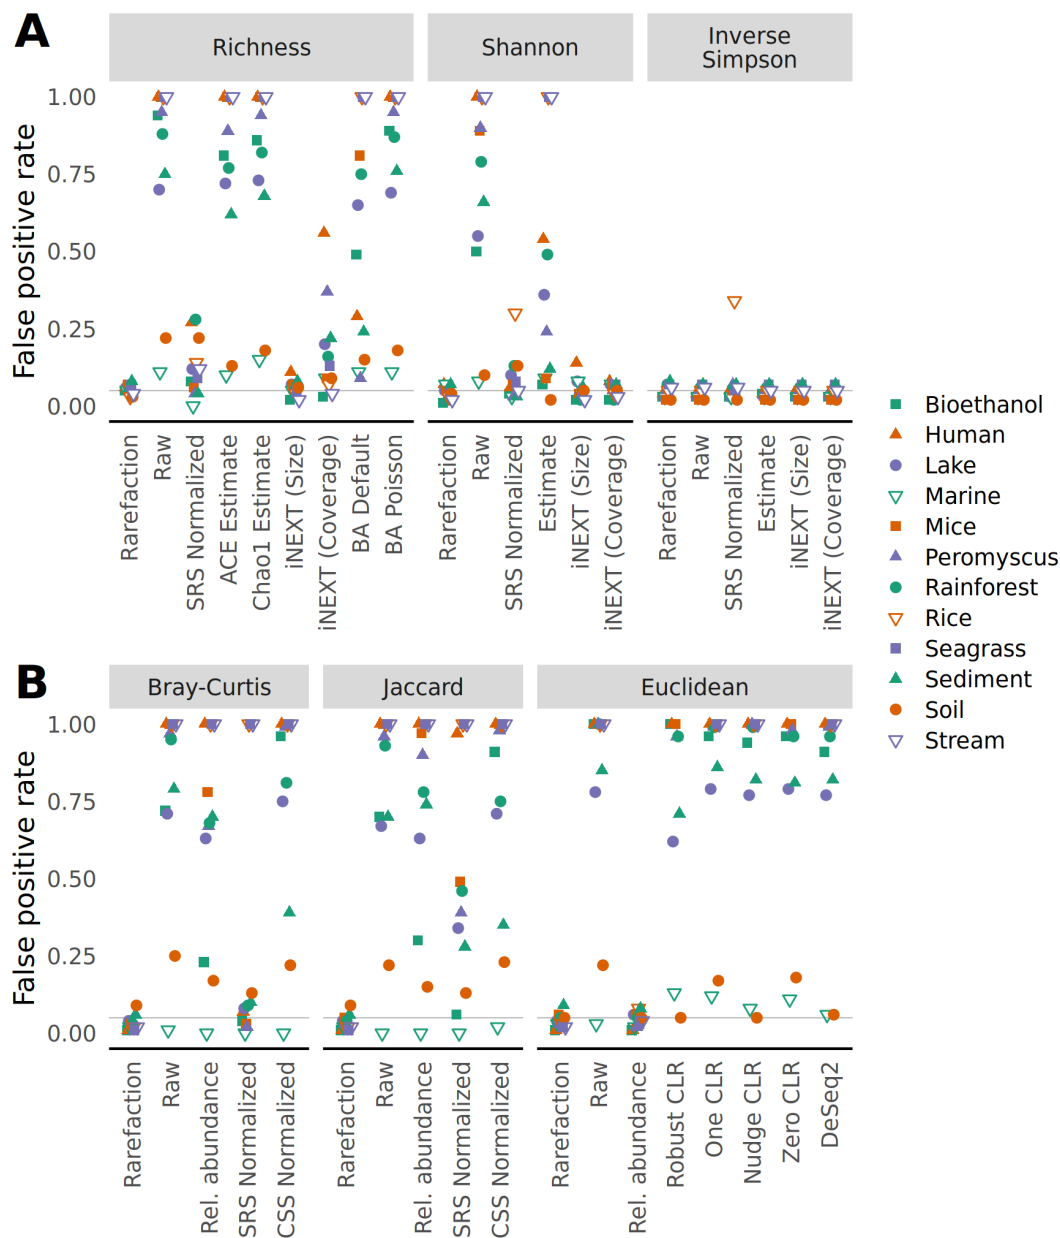 A
Richness
Shannon
Inverse
Simpson
False positive rate
1.00
0.75
0.50
0.25
0.00
Rarefaction
Raw
SRS Normalized
ACE Estimate
Chao1 Estimate
iNEXT (Size)
iNEXT (Coverage)
BA Default
BA Poisson
Rarefaction
Raw
SRS Normalized
Estimate
iNEXT (Size)
iNEXT (Coverage)
Rarefaction
Raw
SRS Normalized
Estimate
iNEXT (Size)
iNEXT (Coverage)
Bioethanol
Human
Lake
Marine
Mice
Peromyscus
Rainforest
Rice
Seagrass
Sediment
Soil
Stream
B
Bray-Curtis
Jaccard
Euclidean
False positive rate
1.00
0.75
0.50
0.25
0.00
Rarefaction
Raw
Rel. abundance
SRS Normalized
CSS Normalized
Rarefaction
Raw
Rel. abundance
SRS Normalized
CSS Normalized
Rarefaction
Raw
Rel. abundance
Robust CLR
One CLR
Nudge CLR
Zero CLR
DeSeq2